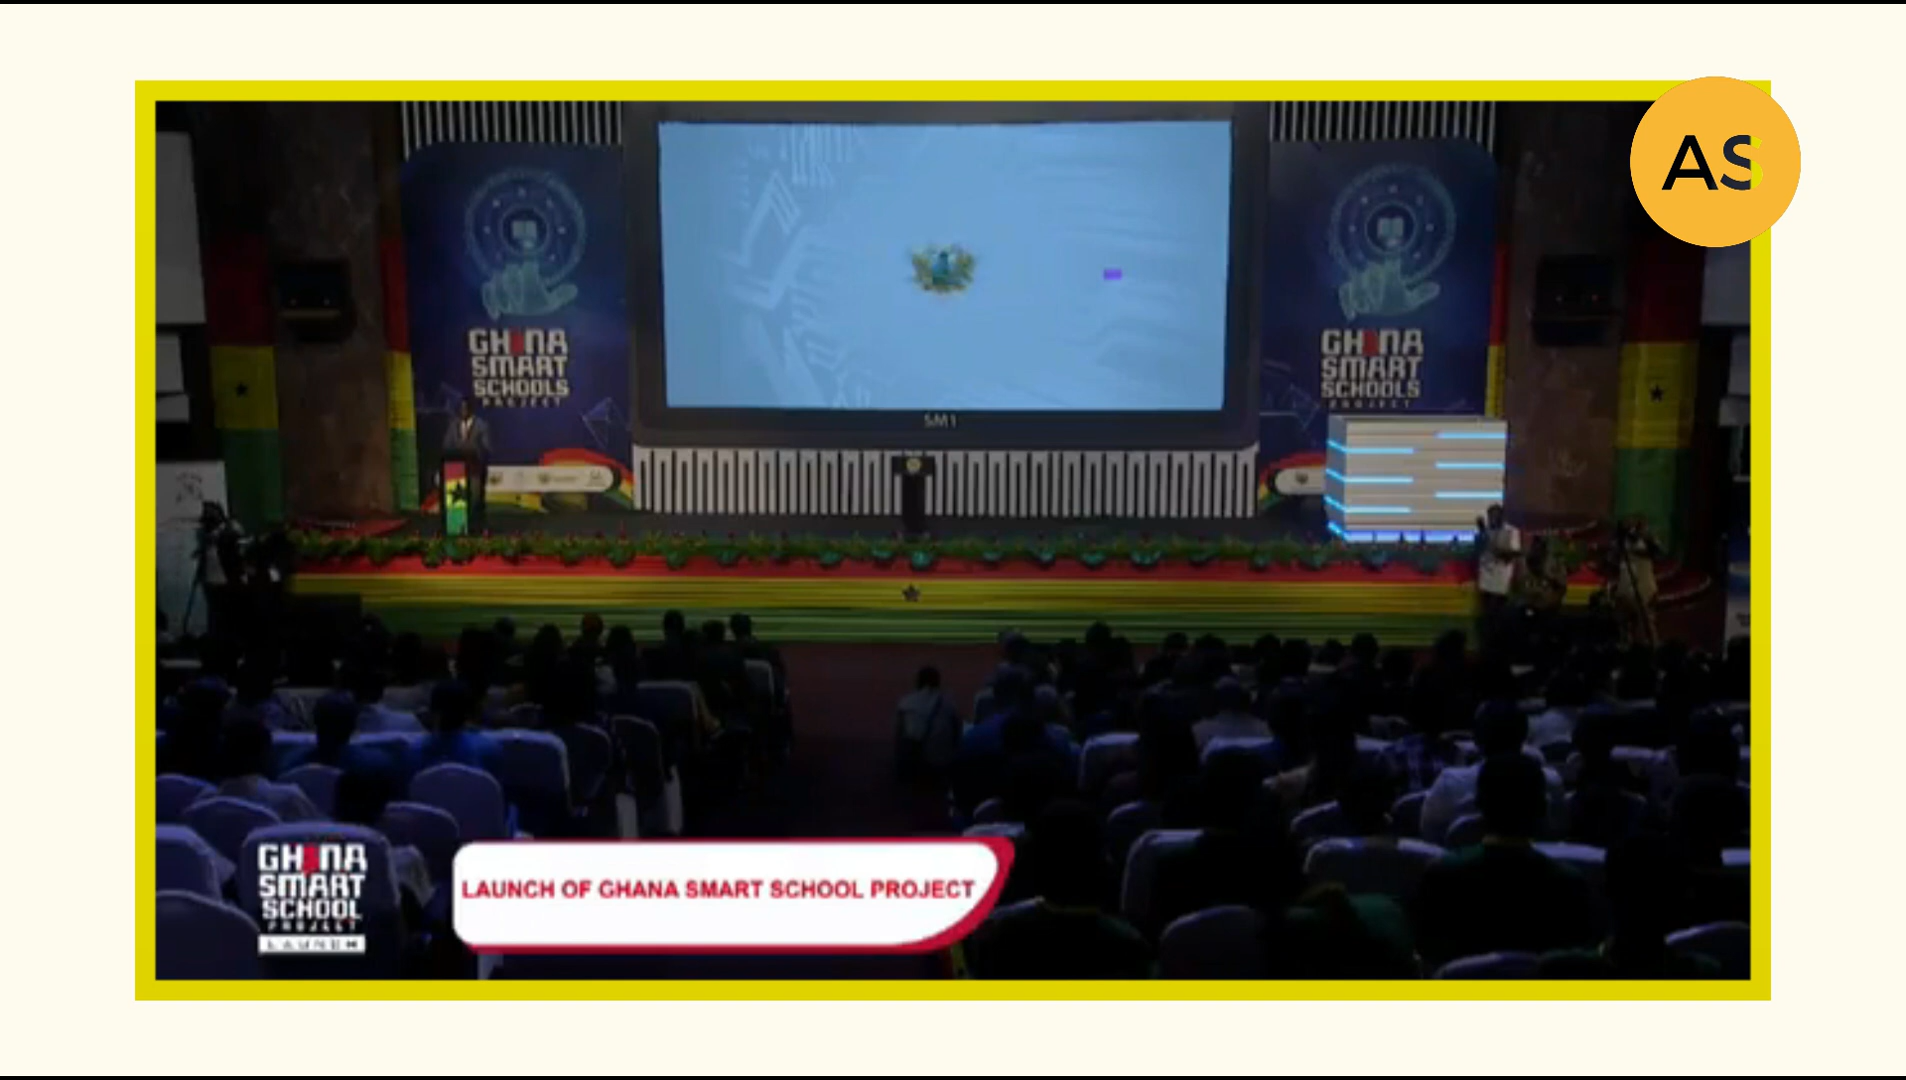 AS
GHANA
SMART
SCHOOLS
PROJECT
GHANA
SMART
SCHOOLS
PROJECT
SM1
GHANA
SMART
SCHOOL
PROJECT
LAUNCH
LAUNCH OF GHANA SMART SCHOOL PROJECT